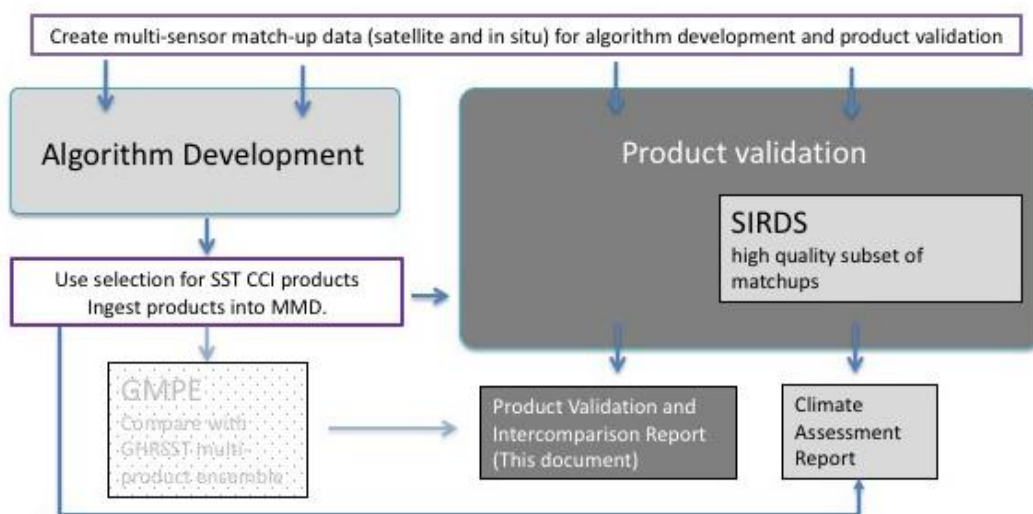 Create multi-sensor match-up data (satellite and in situ) for algorithm development and product validation
Algorithm Development
Product validation
SIRDS
high quality subset of
matchups
Use selection for SST CCI products
Ingest products into MMD.
GMPE
Compare with
GHRSST multi-
product ensemble
Product Validation and
Intercomparison Report
(This document)
Climate
Assessment
Report